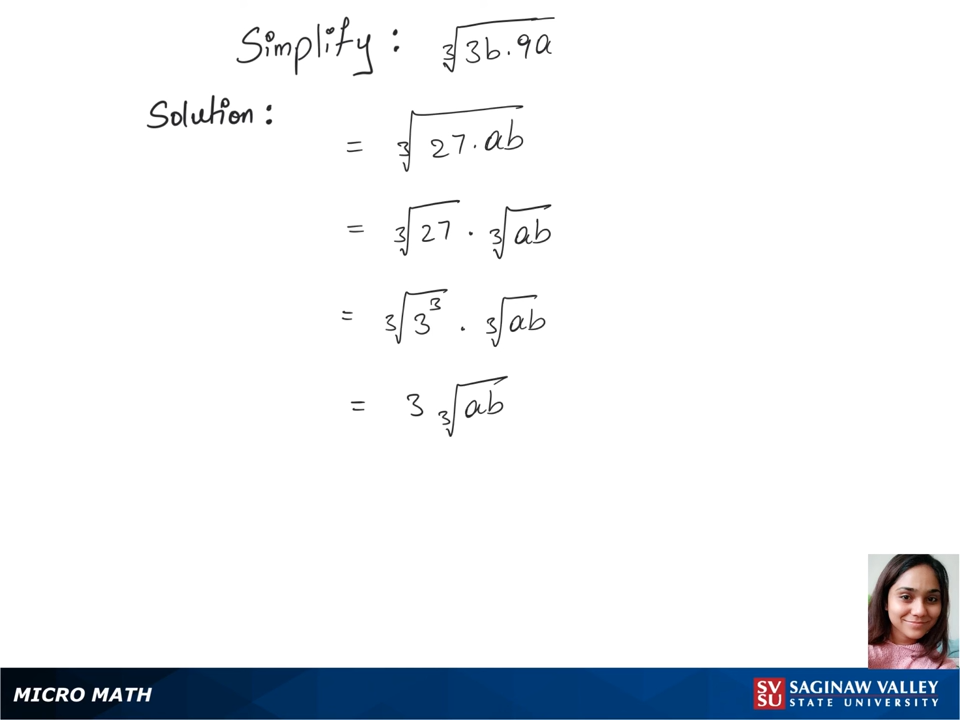 Simplify : ∛(3b.9a)
Solution :
= ∛(27.ab)
= ∛27 . ∛(ab)
= ∛(3³) . ∛(ab)
= 3 ∛(ab)
MICRO MATH
SV SU SAGINAW VALLEY
STATE UNIVERSITY